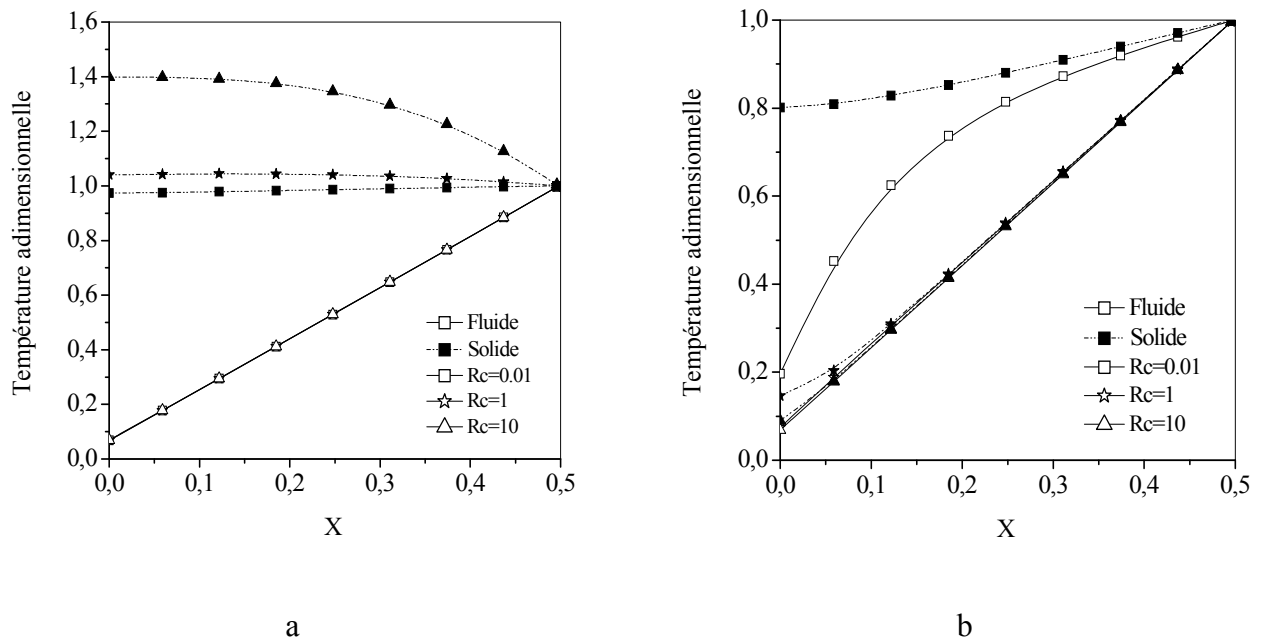 1,6
1,4
1,2
1,0
0,8
0,6
0,4
0,2
0,0
Température adimensionnelle
Fluide
Solide
Rc=0.01
Rc=1
Rc=10
0,0 0,1 0,2 0,3 0,4 0,5
X
a
1,0
0,8
0,6
0,4
0,2
0,0
Température adimensionnelle
Fluide
Solide
Rc=0.01
Rc=1
Rc=10
0,0 0,1 0,2 0,3 0,4 0,5
X
b